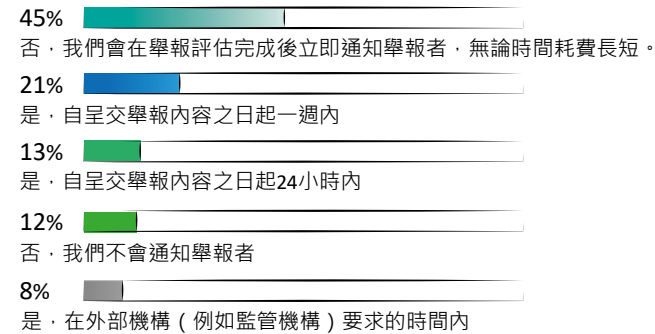 45%
否，我們會在舉報評估完成後立即通知舉報者，無論時間耗費長短。
21%
是，自呈交舉報內容之日起一週內
13%
是，自呈交舉報內容之日起24小時內
12%
否，我們不會通知舉報者
8%
是，在外部機構（例如監管機構）要求的時間內